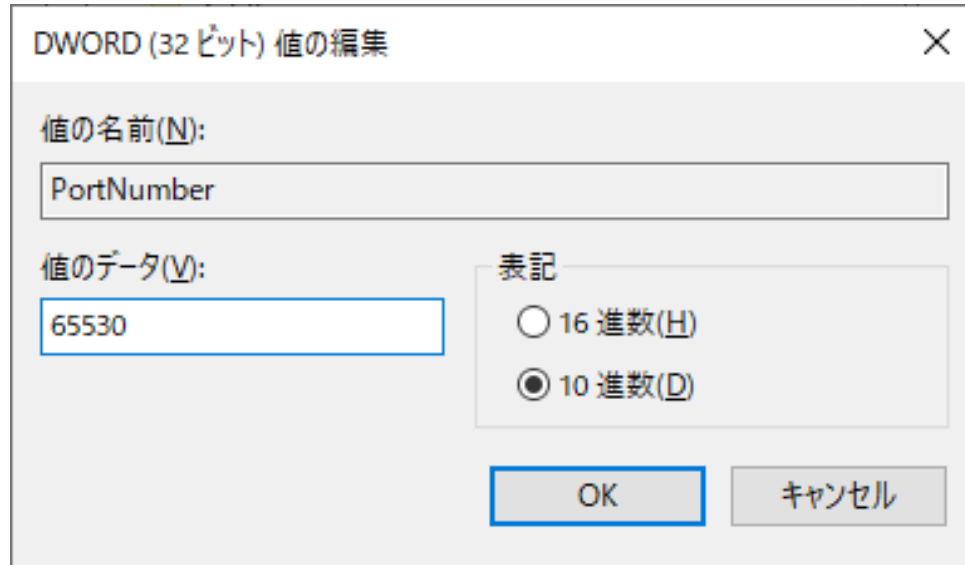 DWORD (32 ビット) 値の編集
値の名前(N):
PortNumber
値のデータ(V):
65530
表記
16 進数(H)
10 進数(D)
OK
キャンセル